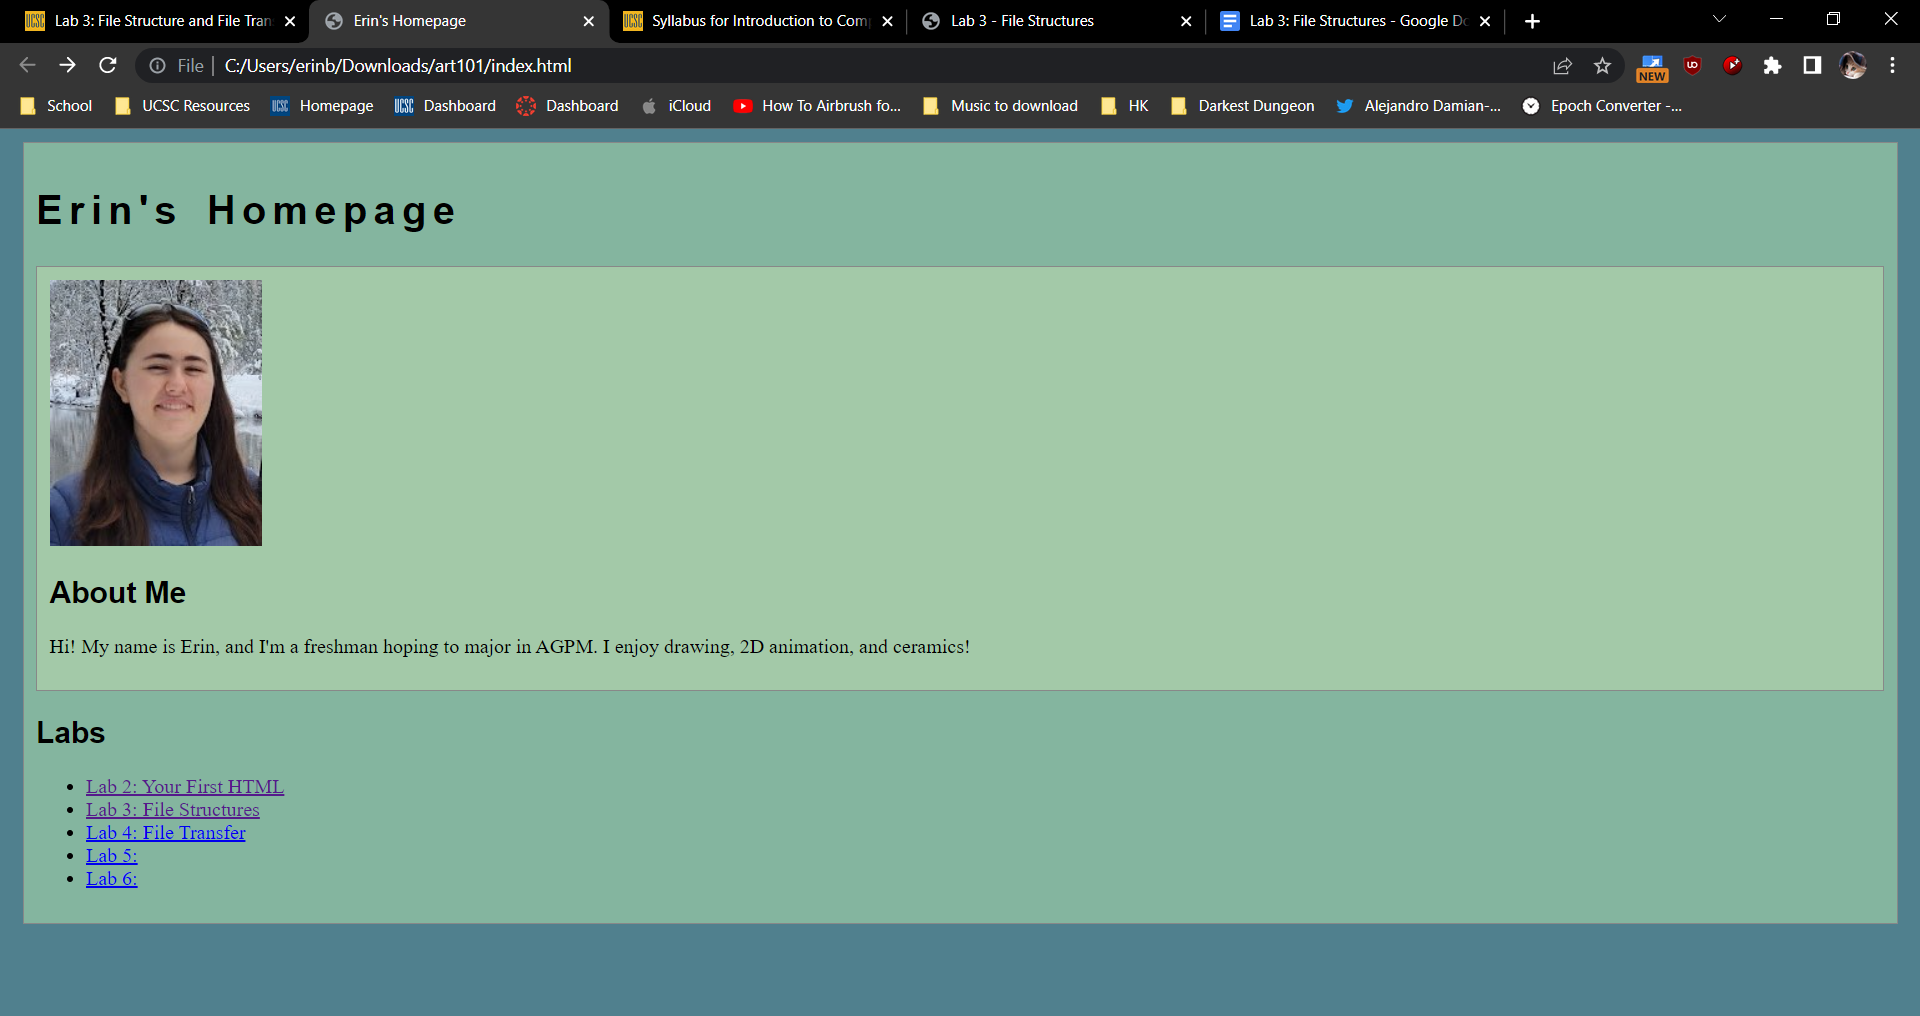 Lab 3: File Structure and File Tran
Erin's Homepage
Syllabus for Introduction to Comp
Lab 3 - File Structures
Lab 3: File Structures - Google Do
File
C:/Users/erinb/Downloads/art101/index.html
NEW
School
UCSC Resources
UCSC Homepage
UCSC Dashboard
Dashboard
iCloud
How To Airbrush fo...
Music to download
HK
Darkest Dungeon
Alejandro Damian-...
Epoch Converter -...
Erin's Homepage
About Me
Hi! My name is Erin, and I'm a freshman hoping to major in AGPM. I enjoy drawing, 2D animation, and ceramics!
Labs
Lab 2: Your First HTML
Lab 3: File Structures
Lab 4: File Transfer
Lab 5:
Lab 6: